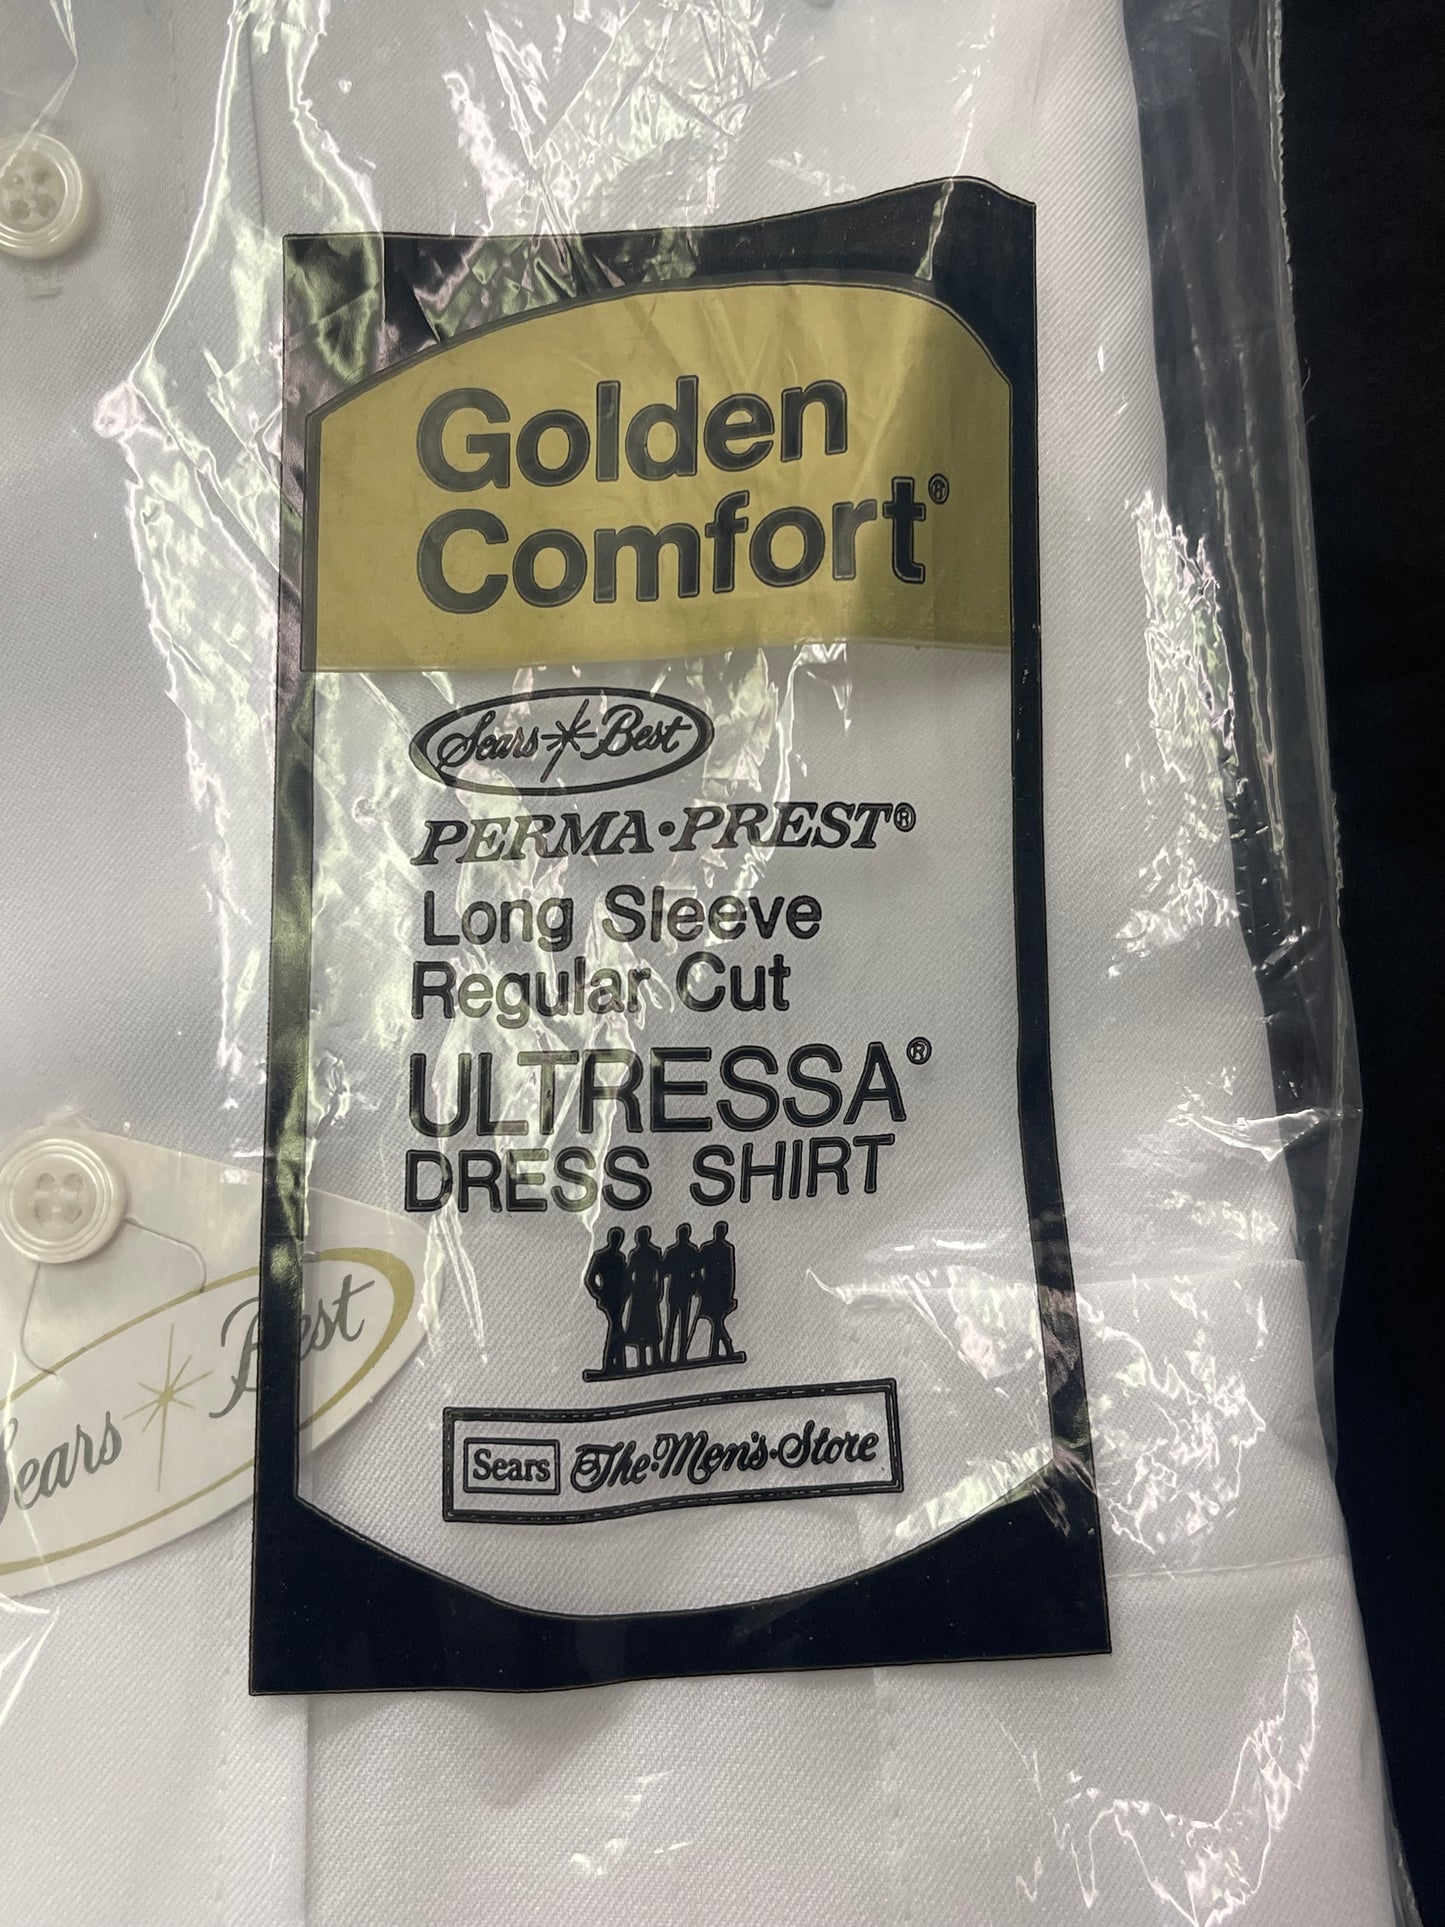 Golden
Comfort®
Sears Best
PERMA·PREST®
Long Sleeve
Regular Cut
ULTRESSA®
DRESS SHIRT
Sears Best
Sears The·Men's·Store